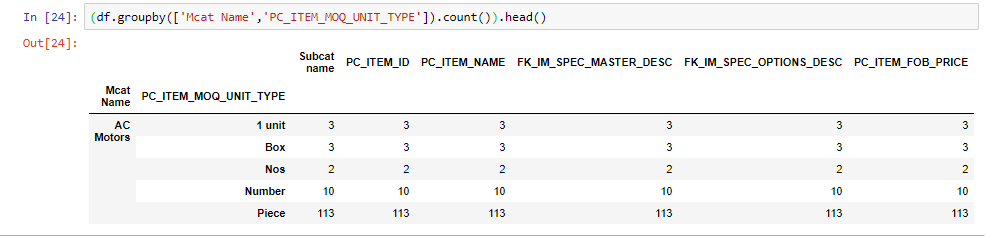 In [24]: (df.groupby(['Mcat Name','PC_ITEM_MOQ_UNIT_TYPE']).count()).head()
Out[24]:
Subcat name PC_ITEM_ID PC_ITEM_NAME FK_IM_SPEC_MASTER_DESC FK_IM_SPEC_OPTIONS_DESC PC_ITEM_FOB_PRICE
Mcat Name PC_ITEM_MOQ_UNIT_TYPE
AC Motors 1 unit 3 3 3 3 3 3
Box 3 3 3 3 3 3
Nos 2 2 2 2 2 2
Number 10 10 10 10 10 10
Piece 113 113 113 113 113 113